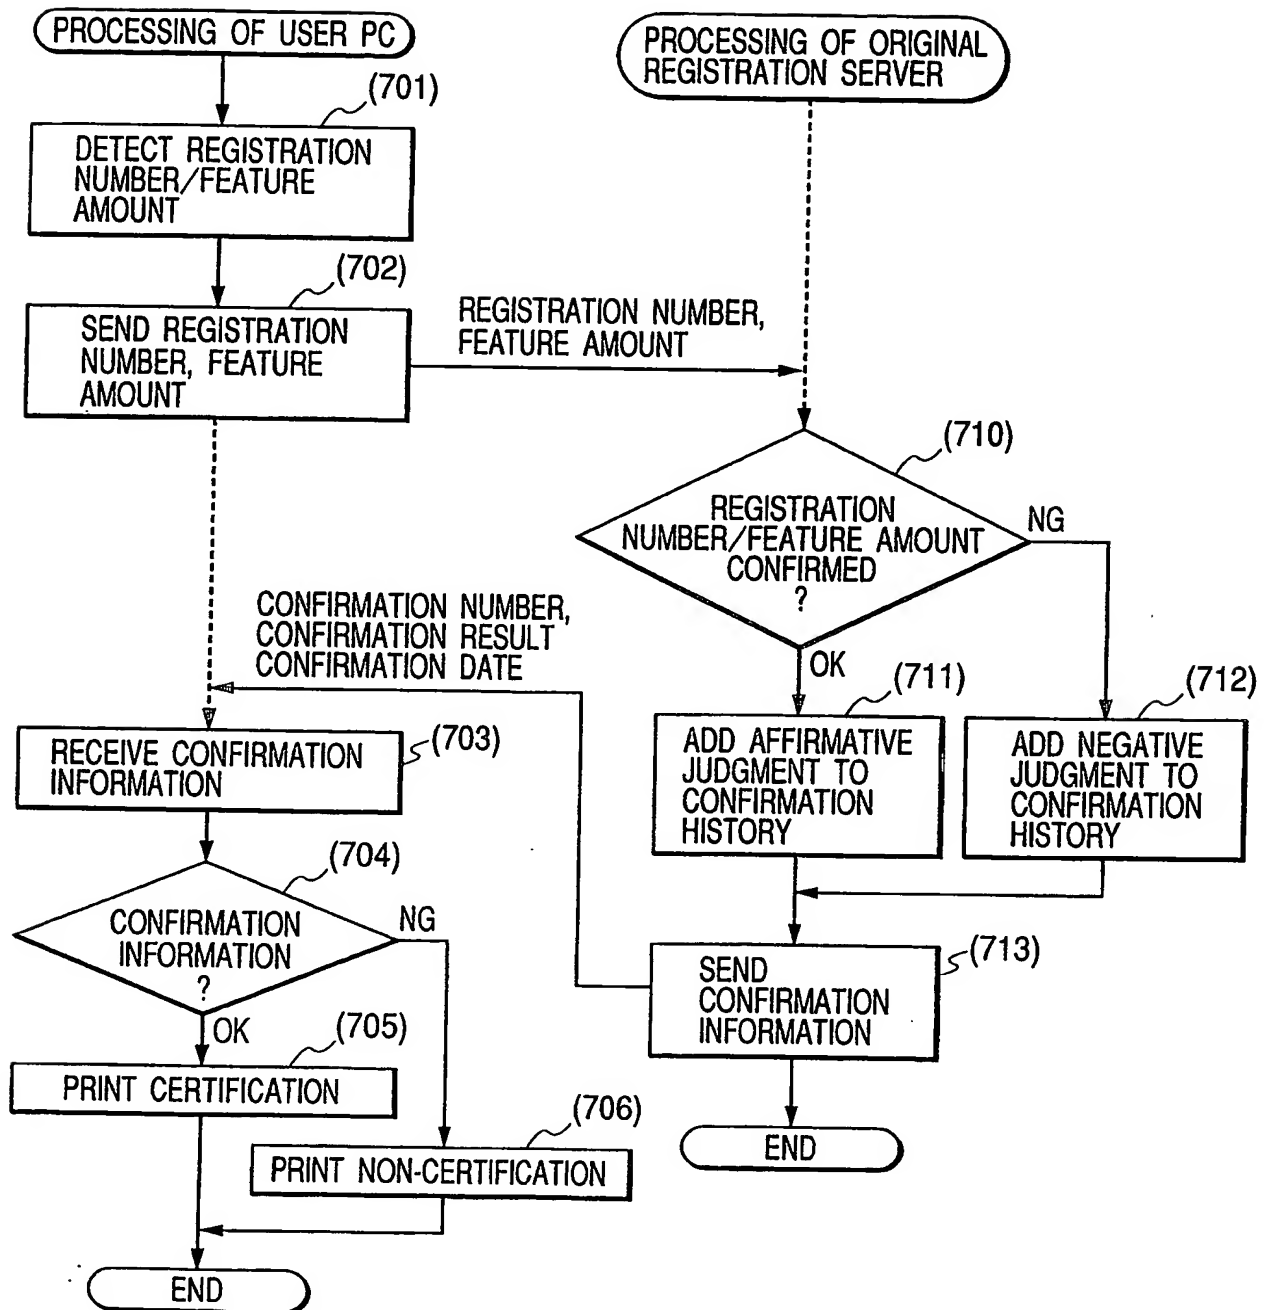 PROCESSING OF USER PC
(701)
DETECT REGISTRATION
NUMBER/FEATURE
AMOUNT
(702)
SEND REGISTRATION
NUMBER, FEATURE
AMOUNT
REGISTRATION NUMBER,
FEATURE AMOUNT
PROCESSING OF ORIGINAL
REGISTRATION SERVER
(710)
REGISTRATION
NUMBER/FEATURE AMOUNT
CONFIRMED
?
NG
OK
(711)
ADD AFFIRMATIVE
JUDGMENT TO
CONFIRMATION
HISTORY
(712)
ADD NEGATIVE
JUDGMENT TO
CONFIRMATION
HISTORY
(713)
SEND
CONFIRMATION
INFORMATION
END
CONFIRMATION NUMBER,
CONFIRMATION RESULT
CONFIRMATION DATE
RECEIVE CONFIRMATION
INFORMATION
(703)
(704)
CONFIRMATION
INFORMATION
?
NG
OK
(705)
PRINT CERTIFICATION
(706)
PRINT NON-CERTIFICATION
END